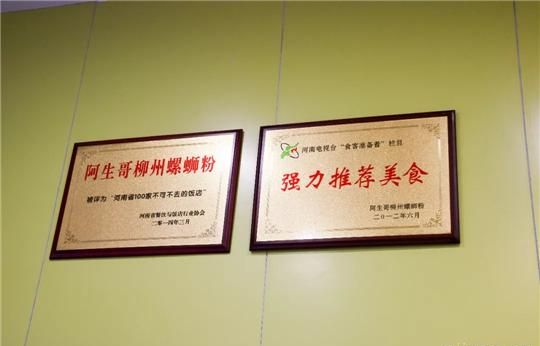 阿生哥柳州螺蛳粉
被评为“河南省100家不可不去的饭店”
河南省餐饮与饭店行业协会
二零一四年三月
河南电视台“食客准备着”栏目
强力推荐美食
阿生哥柳州螺蛳粉
二〇一二年六月